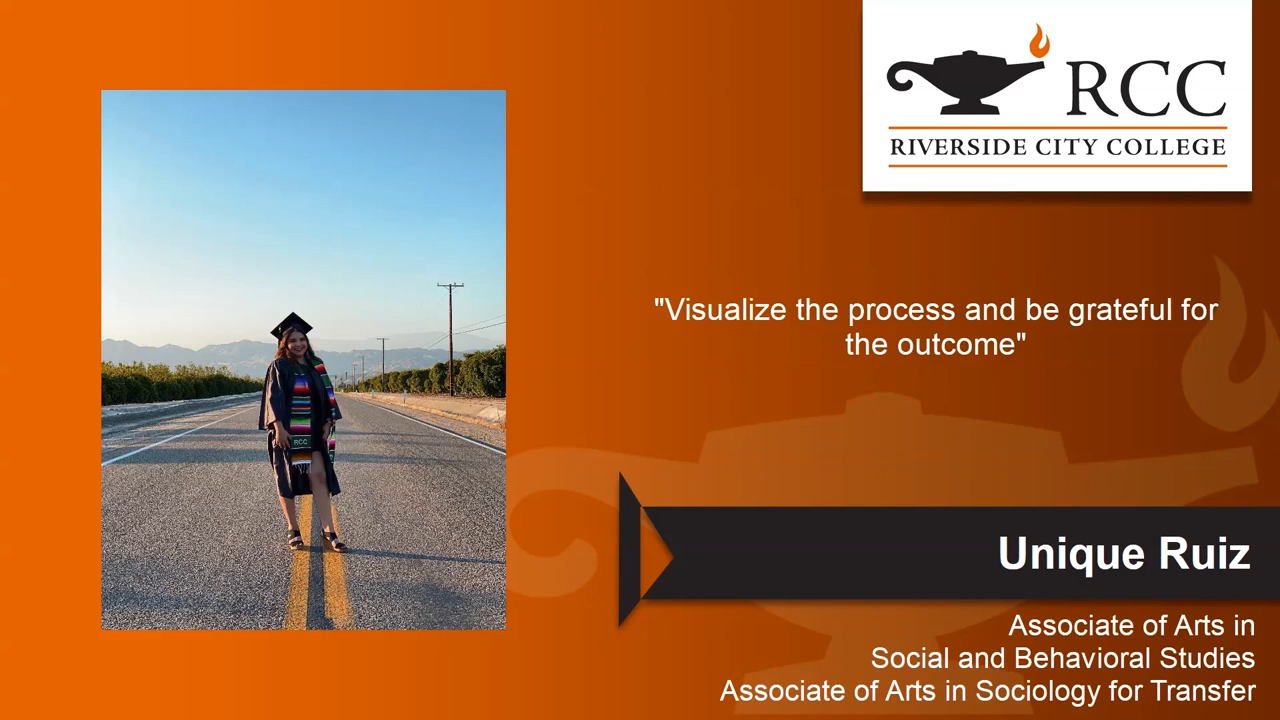 RCC
RIVERSIDE CITY COLLEGE
"Visualize the process and be grateful for
the outcome"
RCC
Unique Ruiz
Associate of Arts in
Social and Behavioral Studies
Associate of Arts in Sociology for Transfer